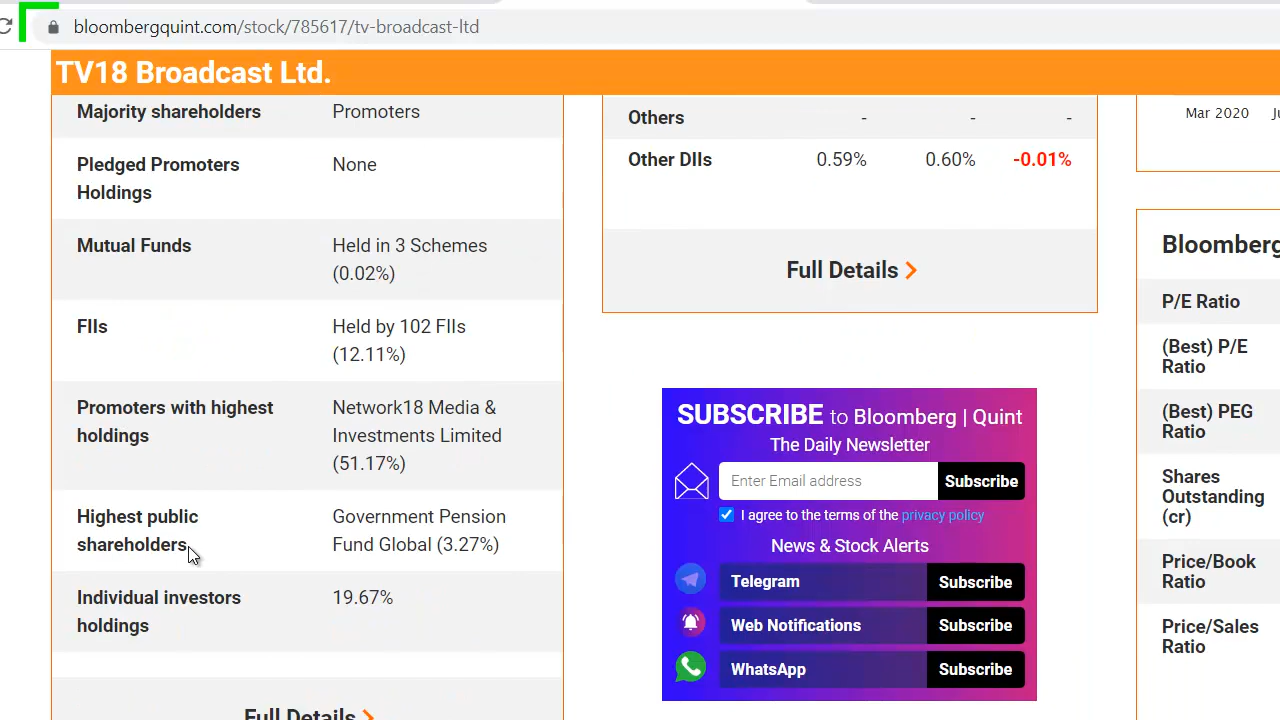 bloombergquint.com/stock/785617/tv-broadcast-ltd
TV18 Broadcast Ltd.
Majority shareholders Promoters
Pledged Promoters
Holdings
None
Mutual Funds
Held in 3 Schemes
(0.02%)
FIIs
Held by 102 FIIs
(12.11%)
Promoters with highest
holdings
Network18 Media &
Investments Limited
(51.17%)
Highest public
shareholders
Government Pension
Fund Global (3.27%)
Individual investors
holdings
19.67%
Full Details
Others - - -
Other DIIs 0.59% 0.60% -0.01%
Full Details
SUBSCRIBE to Bloomberg | Quint
The Daily Newsletter
Enter Email address Subscribe
I agree to the terms of the privacy policy
News & Stock Alerts
Telegram Subscribe
Web Notifications Subscribe
WhatsApp Subscribe
Mar 2020
Bloomberg
P/E Ratio
(Best) P/E
Ratio
(Best) PEG
Ratio
Shares
Outstanding
(cr)
Price/Book
Ratio
Price/Sales
Ratio